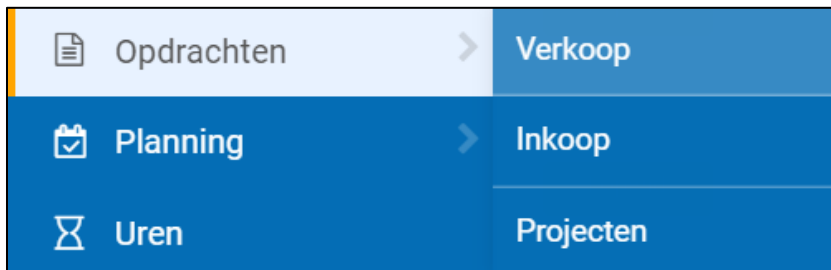 Opdrachten
Planning
Uren
Verkoop
Inkoop
Projecten